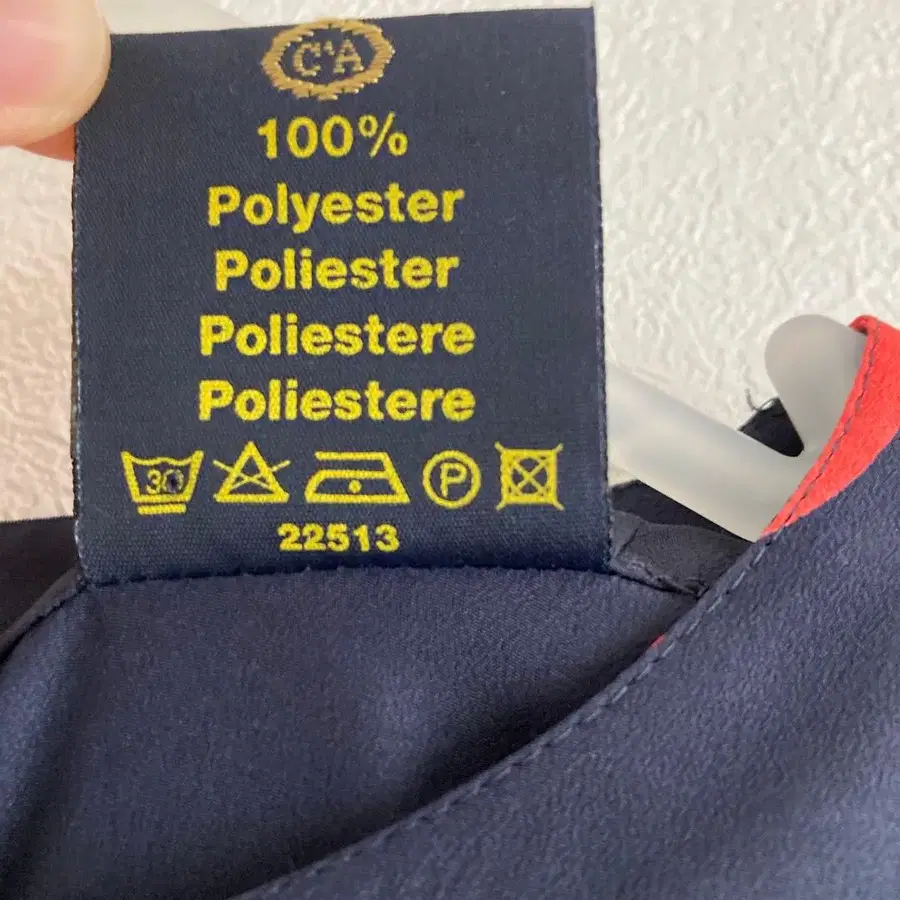 C&A
100%
Polyester
Poliester
Poliestere
Poliestere
30 P
22513